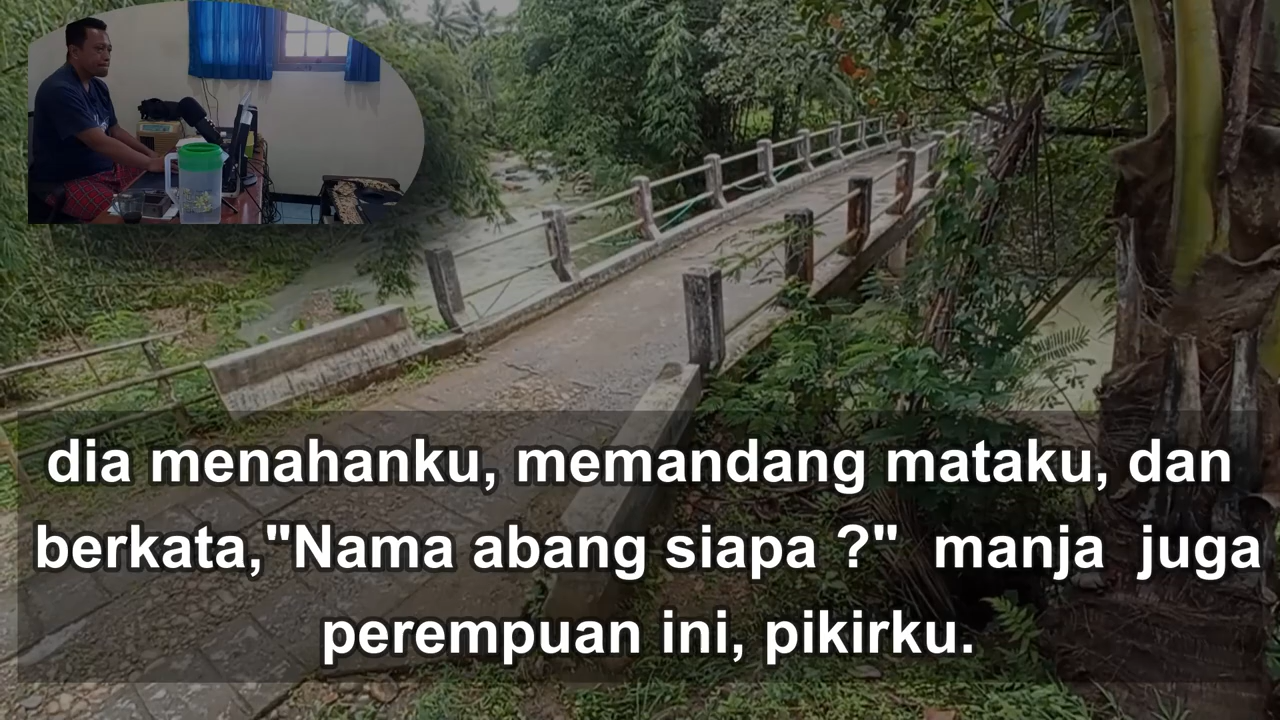 dia menahanku, memandang mataku, dan
berkata,"Nama abang siapa ?"  manja  juga
perempuan ini, pikirku.